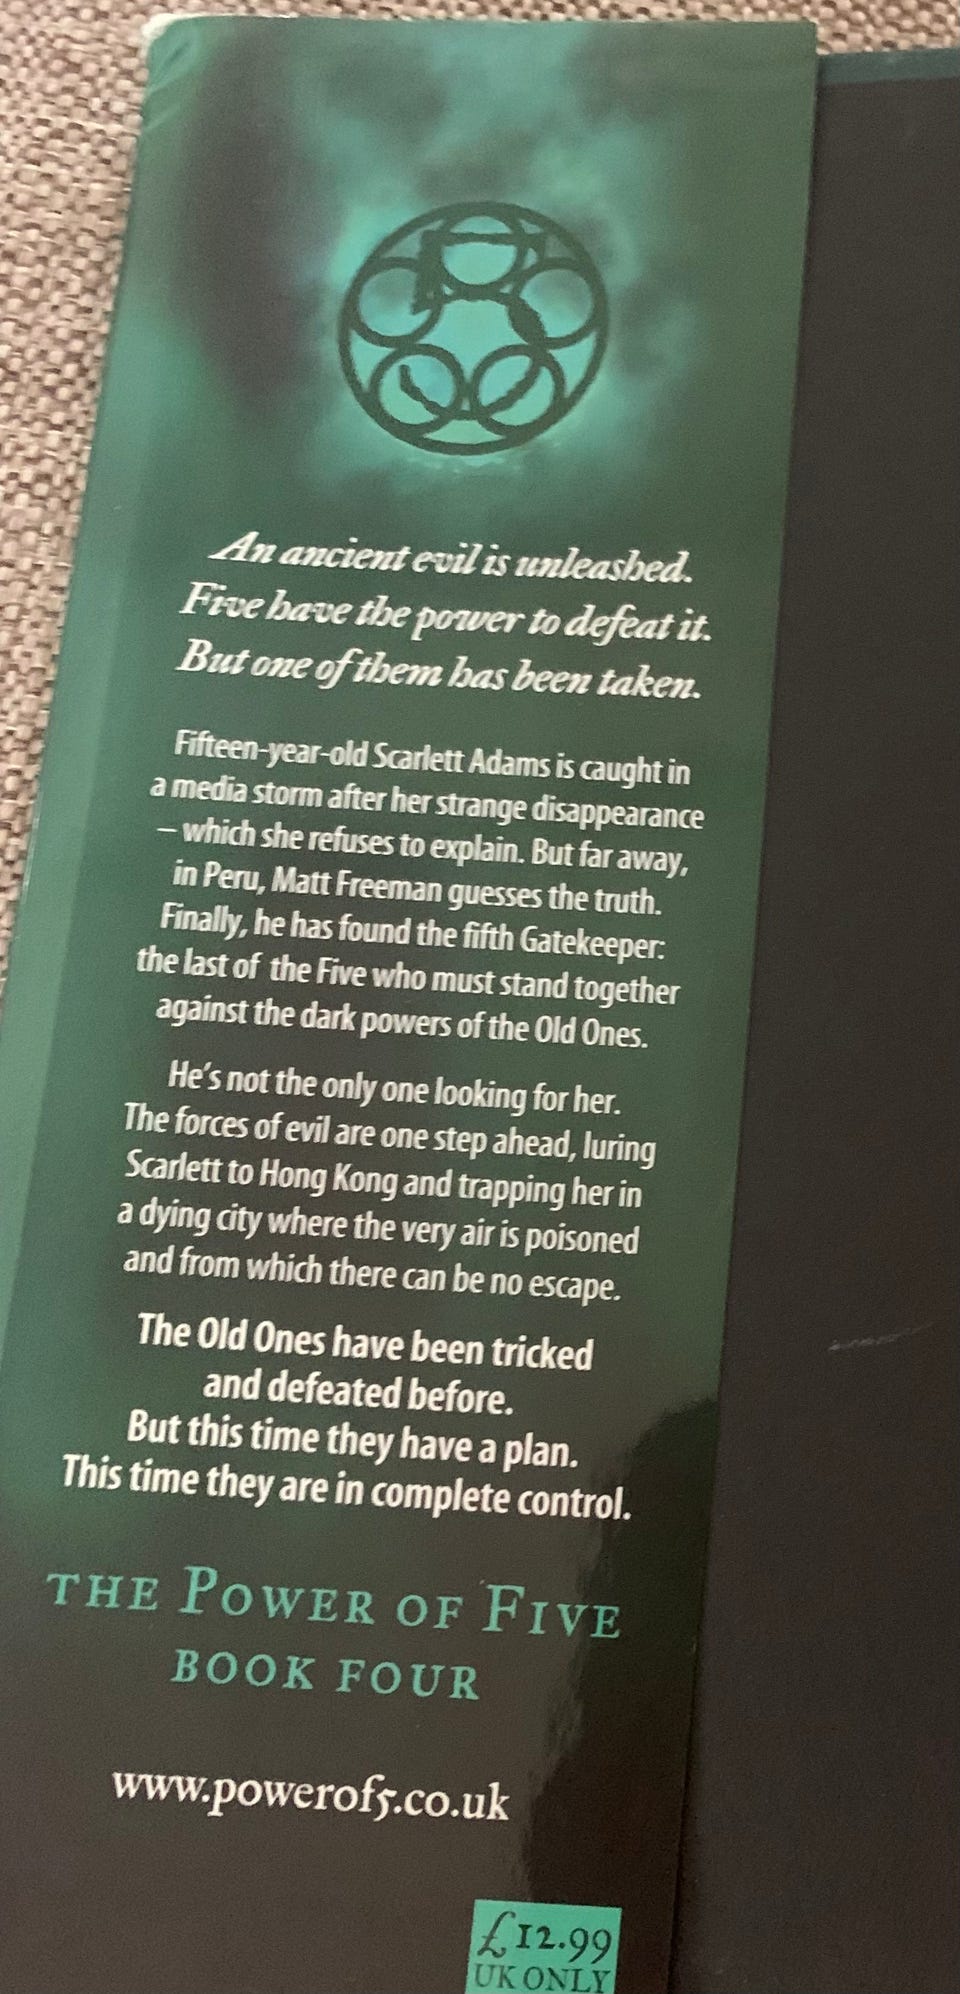 An ancient evil is unleashed.
Five have the power to defeat it.
But one of them has been taken.
Fifteen-year-old Scarlett Adams is caught in
a media storm after her strange disappearance
– which she refuses to explain. But far away,
in Peru, Matt Freeman guesses the truth.
Finally, he has found the fifth Gatekeeper:
the last of the Five who must stand together
against the dark powers of the Old Ones.
He's not the only one looking for her.
The forces of evil are one step ahead, luring
Scarlett to Hong Kong and trapping her in
a dying city where the very air is poisoned
and from which there can be no escape.
The Old Ones have been tricked
and defeated before.
But this time they have a plan.
This time they are in complete control.
THE POWER OF FIVE
BOOK FOUR
www.powerof5.co.uk
£12.99
UK ONLY